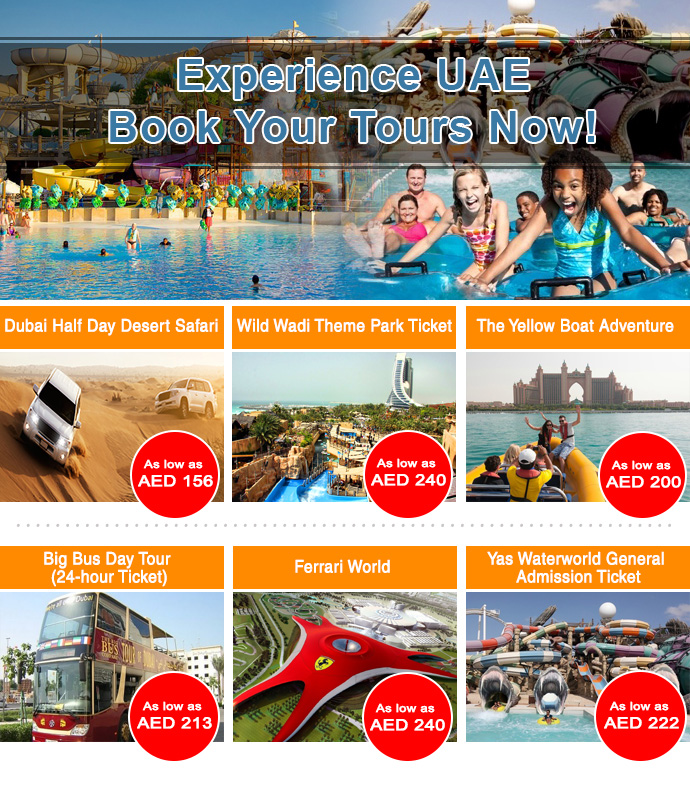 Experience UAE
Book Your Tours Now!
Dubai Half Day Desert Safari
Wild Wadi Theme Park Ticket
The Yellow Boat Adventure
As low as
AED 156
As low as
AED 240
As low as
AED 200
Big Bus Day Tour
(24-hour Ticket)
Ferrari World
Yas Waterworld General
Admission Ticket
BUS TOUR
As low as
AED 213
As low as
AED 240
As low as
AED 222